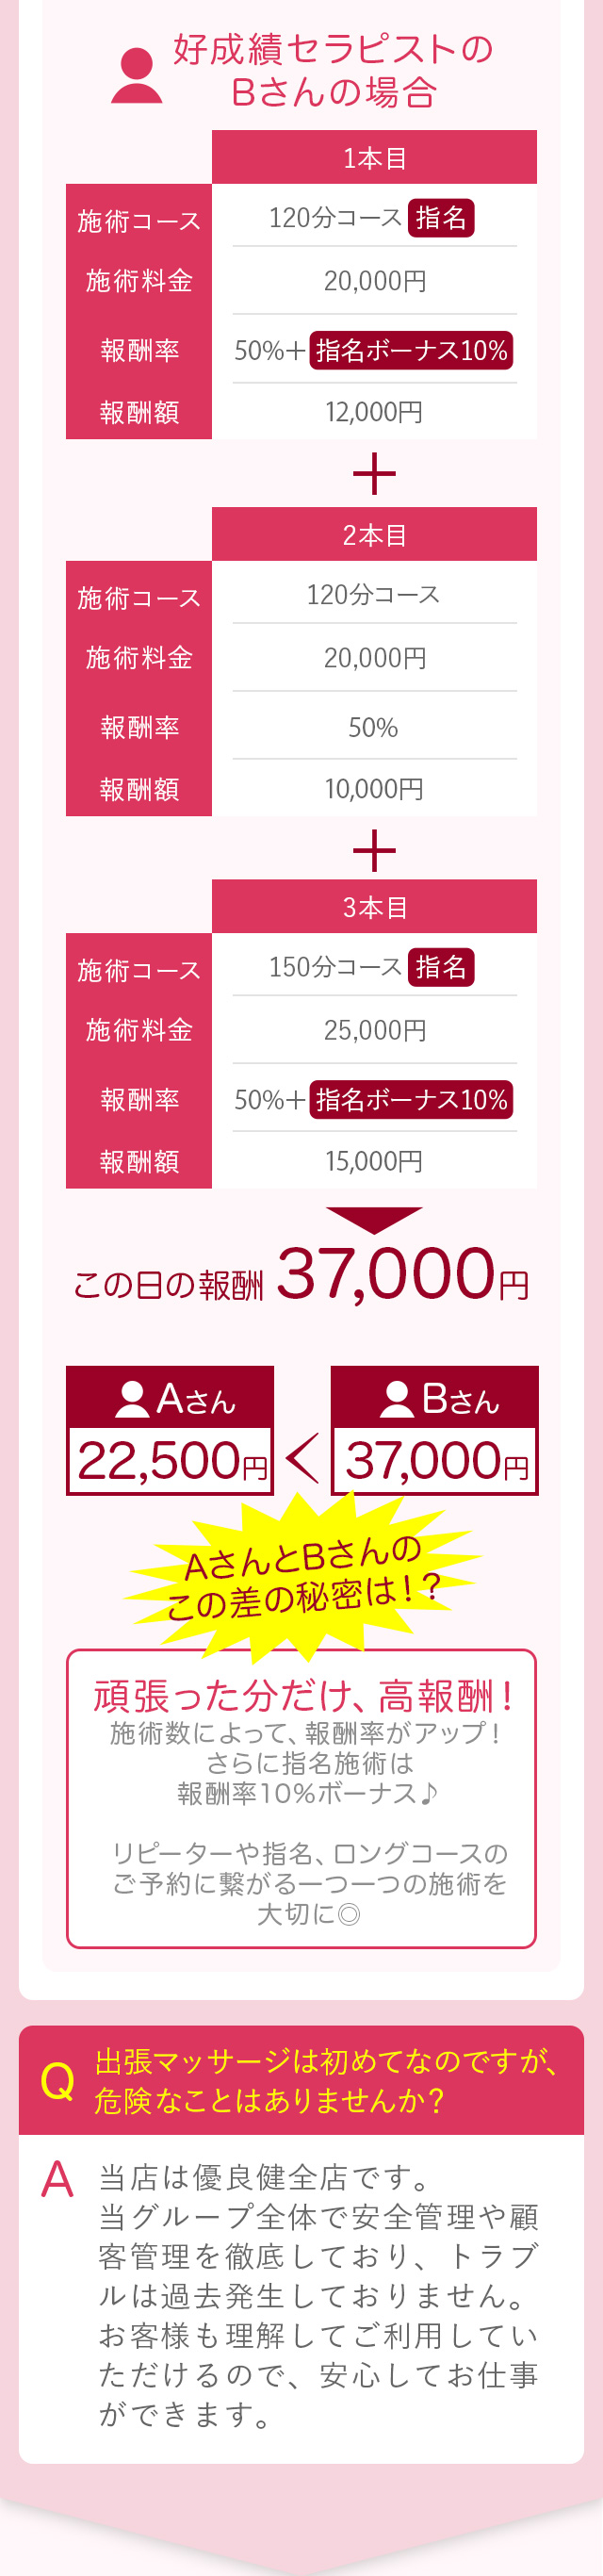 好成績セラピストの
Bさんの場合
1本目
施術コース 120分コース 指名
施術料金 20,000円
報酬率 50%＋ 指名ボーナス10%
報酬額 12,000円
＋
2本目
施術コース 120分コース
施術料金 20,000円
報酬率 50%
報酬額 10,000円
＋
3本目
施術コース 150分コース 指名
施術料金 25,000円
報酬率 50%＋ 指名ボーナス10%
報酬額 15,000円
この日の報酬 37,000円
Aさん Bさん
22,500円 < 37,000円
AさんとBさんの
この差の秘密は！？
頑張った分だけ、高報酬！
施術数によって、報酬率がアップ！
さらに指名施術は
報酬率10%ボーナス♪
リピーターや指名、ロングコースの
ご予約に繋がる一つ一つの施術を
大切に◎
Q 出張マッサージは初めてなのですが、
危険なことはありませんか？
A 当店は優良健全店です。
当グループ全体で安全管理や顧
客管理を徹底しており、トラブ
ルは過去発生しておりません。
お客様も理解してご利用してい
ただけるので、安心してお仕事
ができます。